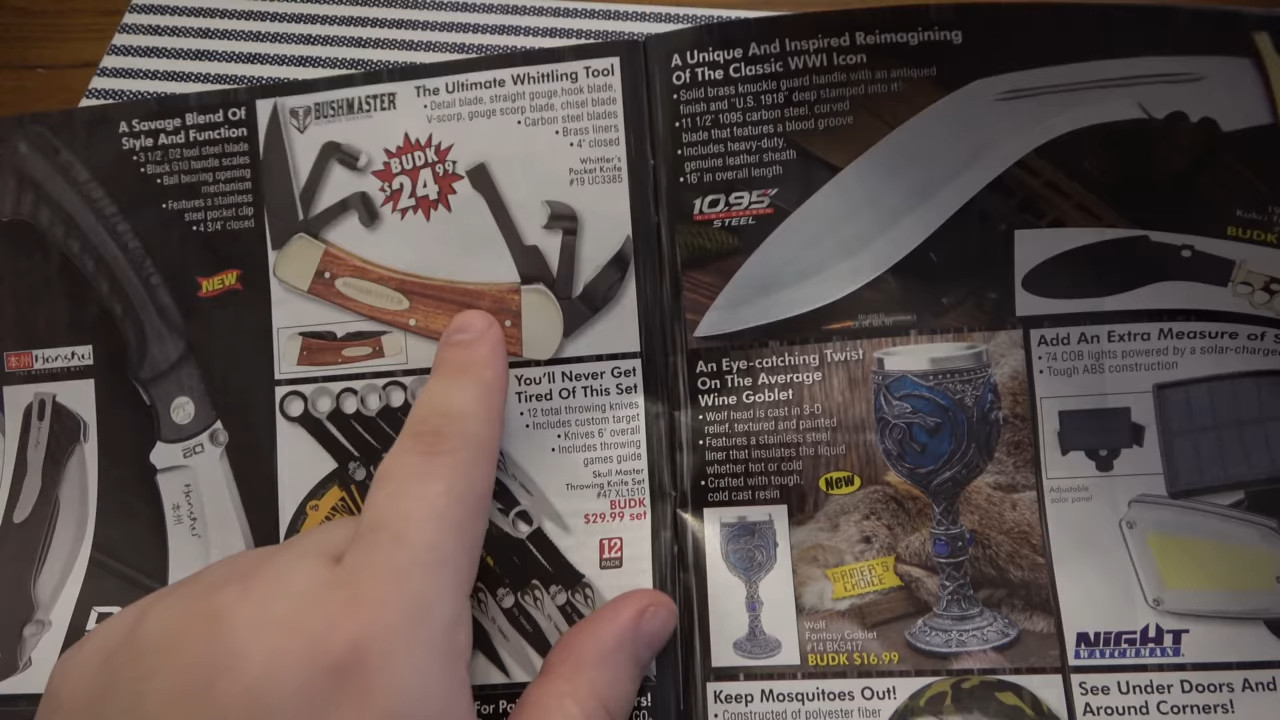 A Savage Blend Of
Style And Function
• 3 1/2", D2 tool steel blade
• Black G10 handle scales
• Ball bearing opening
mechanism
• Features a stainless
steel pocket clip
• 4 3/4" closed
NEW
本州 Honshu
D2
Honshu
本州
BUSHMASTER
The Ultimate Whittling Tool
• Detail blade, straight gouge, hook blade,
V-scorp, gouge scorp blade, chisel blade
• Carbon steel blades
• Brass liners
• 4" closed
Whittler's
Pocket Knife
#19 UC3385
BUDK
$24.99
You'll Never Get
Tired Of This Set
• 12 total throwing knives
• Includes custom target
• Knives 6" overall
• Includes throwing
games guide
Skull Master
Throwing Knife Set
#47 XL1510
BUDK
$29.99 set
12
PACK
A Unique And Inspired Reimagining
Of The Classic WWI Icon
• Solid brass knuckle guard handle with an antiqued
finish and "U.S. 1918" deep stamped into it!
• 11 1/2" 1095 carbon steel, curved
blade that features a blood groove
• Includes heavy-duty,
genuine leather sheath
• 16" in overall length
10,95
HIGH CARBON
STEEL
BUDK
An Eye-catching Twist
On The Average
Wine Goblet
• Wolf head is cast in 3-D
relief, textured and painted
• Features a stainless steel
liner that insulates the liquid
whether hot or cold
• Crafted with tough,
cold cast resin
New
GAMER'S
CHOICE
Wolf
Fantasy Goblet
#14 BK5417
BUDK $16.99
Add An Extra Measure of
• 74 COB lights powered by a
• Tough ABS construction
Adjustable
solar panel
NIGHT
WATCHMAN
Keep Mosquitoes Out!
• Constructed of polyester fiber
See Under Doors And
Around Corners!